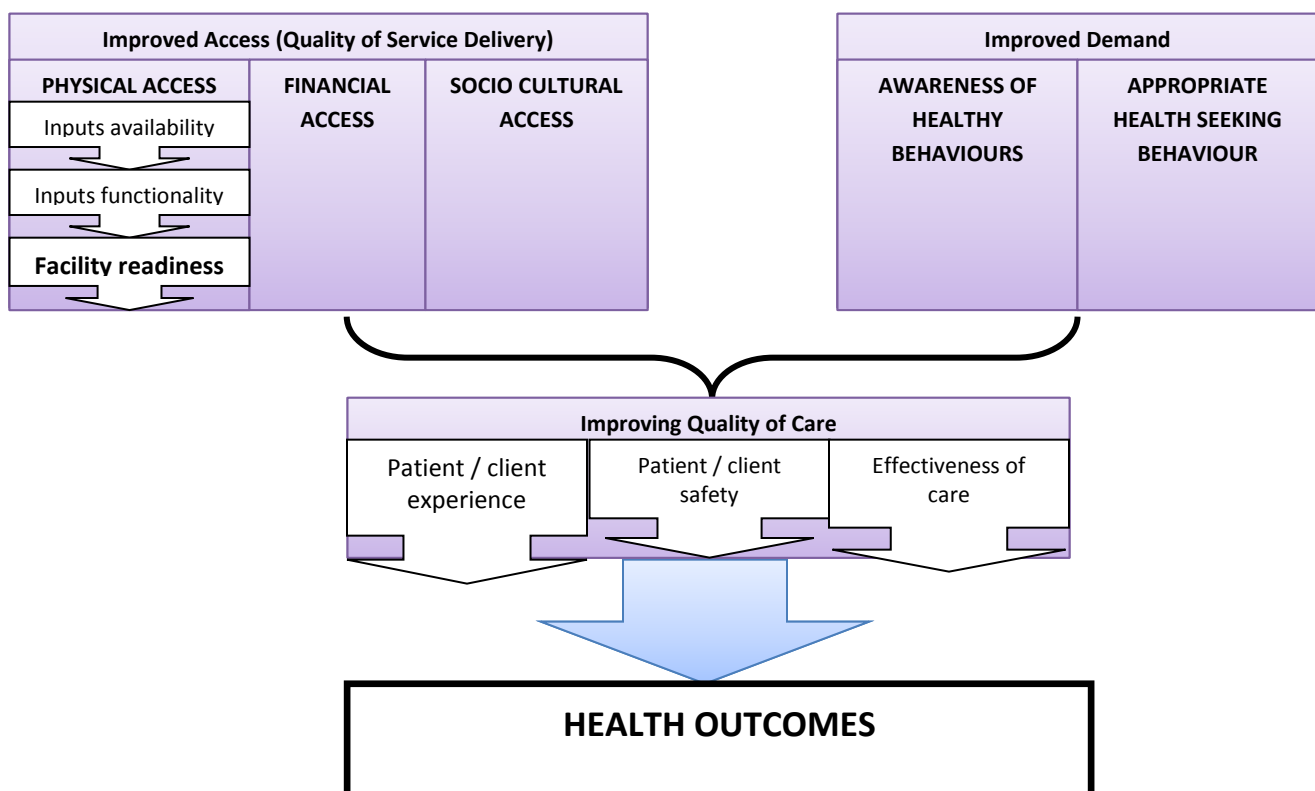 Improved Access (Quality of Service Delivery)
PHYSICAL ACCESS
Inputs availability
Inputs functionality
Facility readiness
FINANCIAL
ACCESS
SOCIO CULTURAL
ACCESS
Improved Demand
AWARENESS OF
HEALTHY
BEHAVIOURS
APPROPRIATE
HEALTH SEEKING
BEHAVIOUR
Improving Quality of Care
Patient / client
experience
Patient / client
safety
Effectiveness of
care
HEALTH OUTCOMES